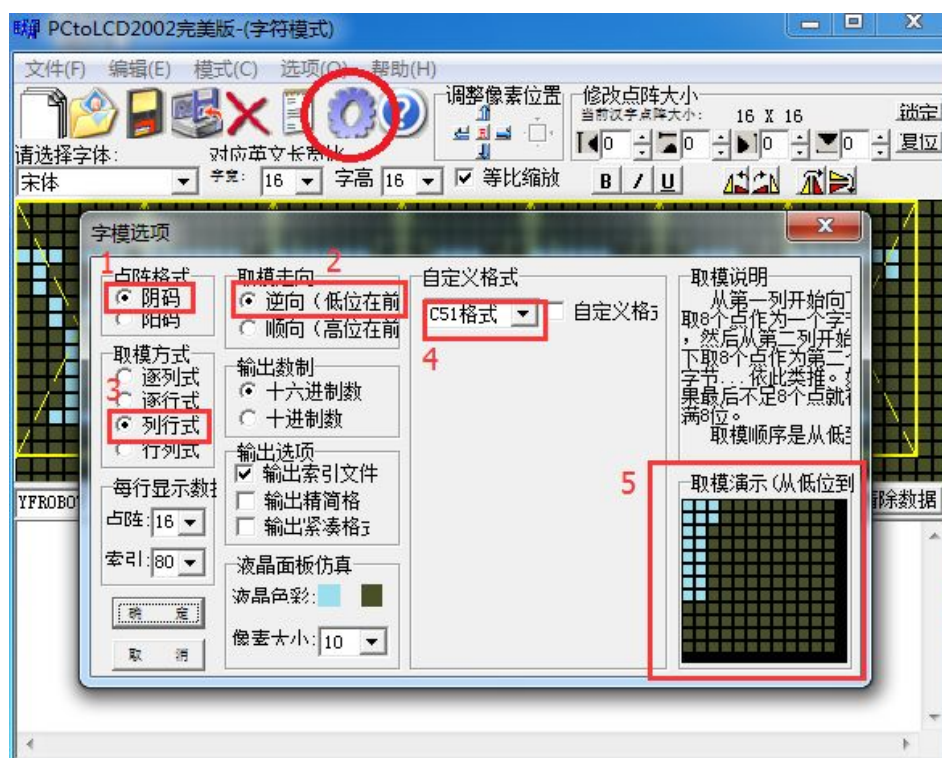 PCtoLCD2002完美版-(字符模式)
文件(F) 编辑(E) 模式(C) 选项(O) 帮助(H)
调整像素位置
修改点阵大小
当前汉字点阵大小: 16 X 16
锁定
0 0 0 0
复位
请选择字体:
对应英文长宽比
宋体
字宽: 16 字高 16
等比缩放
B / U
字模选项
1
点阵格式
阴码
阳码
取模方式
3
逐列式
逐行式
列行式
行列式
每行显示数据
点阵: 16
索引: 80
确 定
取 消
2
取模走向
逆向(低位在前
顺向(高位在前
输出数制
十六进制数
十进制数
输出选项
输出索引文件
输出精简格
输出紧凑格式
液晶面板仿真
液晶色彩:
像素大小: 10
自定义格式
C51格式
自定义格式
4
取模说明
从第一列开始向下
取8个点作为一个字节
,然后从第二列开始
下取8个点作为第二个
字节...依此类推。如
果最后不足8个点就补
满8位。
取模顺序是从低到
5
取模演示(从低位到
YFROBO
清除数据